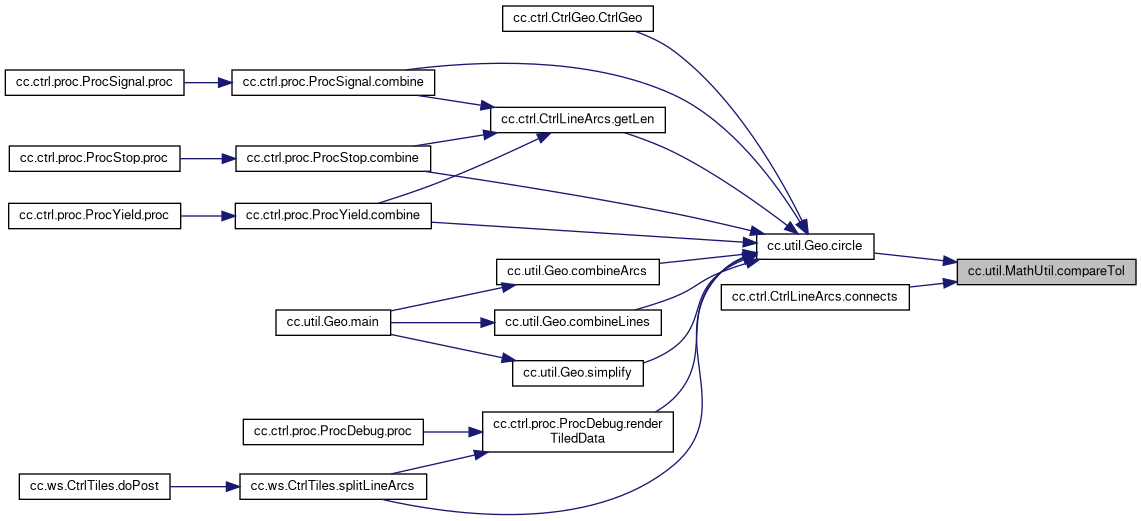 cc.ctrl.CtrlGeo.CtrlGeo
cc.ctrl.proc.ProcSignal.proc
cc.ctrl.proc.ProcSignal.combine
cc.ctrl.CtrlLineArcs.getLen
cc.ctrl.proc.ProcStop.proc
cc.ctrl.proc.ProcStop.combine
cc.ctrl.proc.ProcYield.proc
cc.ctrl.proc.ProcYield.combine
cc.util.Geo.circle
cc.util.Geo.combineArcs
cc.util.MathUtil.compareTol
cc.ctrl.CtrlLineArcs.connects
cc.util.Geo.main
cc.util.Geo.combineLines
cc.util.Geo.simplify
cc.ctrl.proc.ProcDebug.proc
cc.ctrl.proc.ProcDebug.render
TiledData
cc.ws.CtrlTiles.doPost
cc.ws.CtrlTiles.splitLineArcs